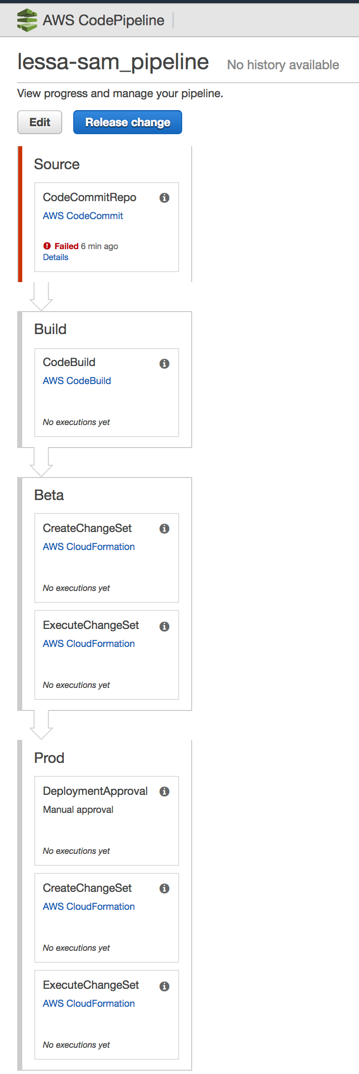 AWS CodePipeline
lessa-sam_pipeline No history available
View progress and manage your pipeline.
Edit Release change
Source
CodeCommitRepo
AWS CodeCommit
Failed 6 min ago
Details
Build
CodeBuild
AWS CodeBuild
No executions yet
Beta
CreateChangeSet
AWS CloudFormation
No executions yet
ExecuteChangeSet
AWS CloudFormation
No executions yet
Prod
DeploymentApproval
Manual approval
No executions yet
CreateChangeSet
AWS CloudFormation
No executions yet
ExecuteChangeSet
AWS CloudFormation
No executions yet